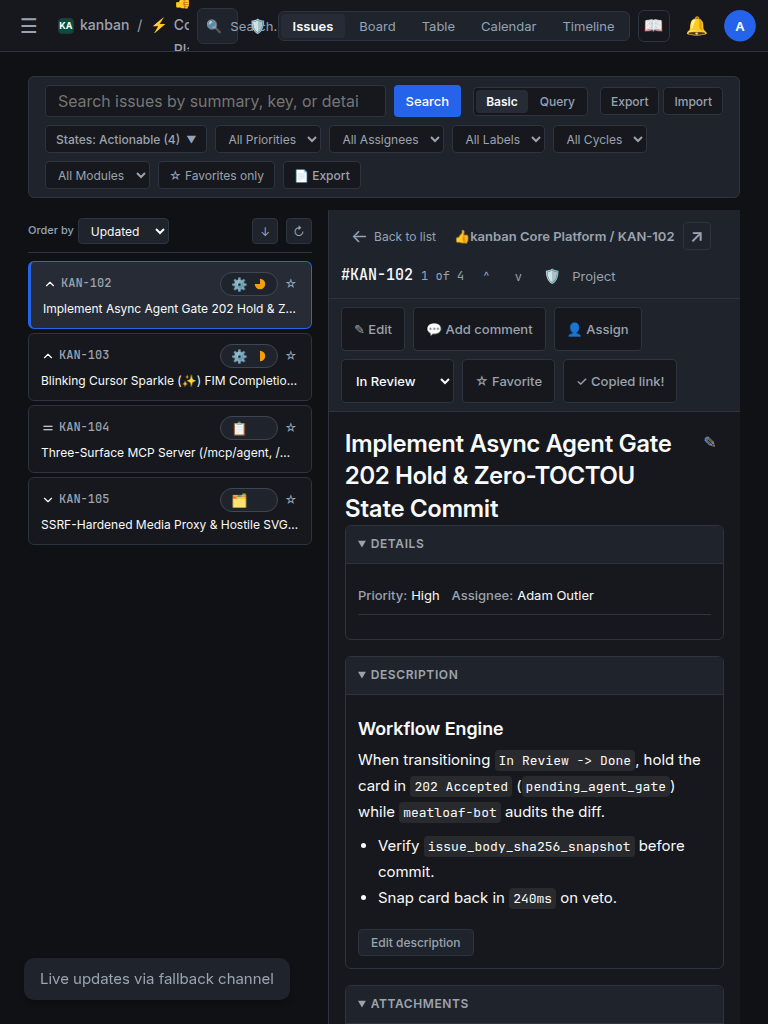 ☰ KA kanban / ⚡ Co 🔍 Search. Issues Board Table Calendar Timeline 📖 🔔 A
Search issues by summary, key, or detai Search Basic Query Export Import
States: Actionable (4) ▼ All Priorities All Assignees All Labels All Cycles
All Modules ☆ Favorites only 📄 Export
Order by Updated ↓ ↻
KAN-102 ⚙️ ☆
Implement Async Agent Gate 202 Hold & Z...
KAN-103 ⚙️ ☆
Blinking Cursor Sparkle (✨) FIM Completio...
KAN-104 📋 ☆
Three-Surface MCP Server (/mcp/agent, /...
KAN-105 🗂️ ☆
SSRF-Hardened Media Proxy & Hostile SVG...
← Back to list 👍kanban Core Platform / KAN-102
#KAN-102 1 of 4 ^ v 🛡️ Project
✎ Edit 💬 Add comment 👤 Assign
In Review ☆ Favorite ✓ Copied link!
Implement Async Agent Gate ✎
202 Hold & Zero-TOCTOU
State Commit
▼ DETAILS
Priority: High Assignee: Adam Outler
▼ DESCRIPTION
Workflow Engine
When transitioning In Review -> Done, hold the
card in 202 Accepted (pending_agent_gate)
while meatloaf-bot audits the diff.
• Verify issue_body_sha256_snapshot before
commit.
• Snap card back in 240ms on veto.
Edit description
▼ ATTACHMENTS
Live updates via fallback channel